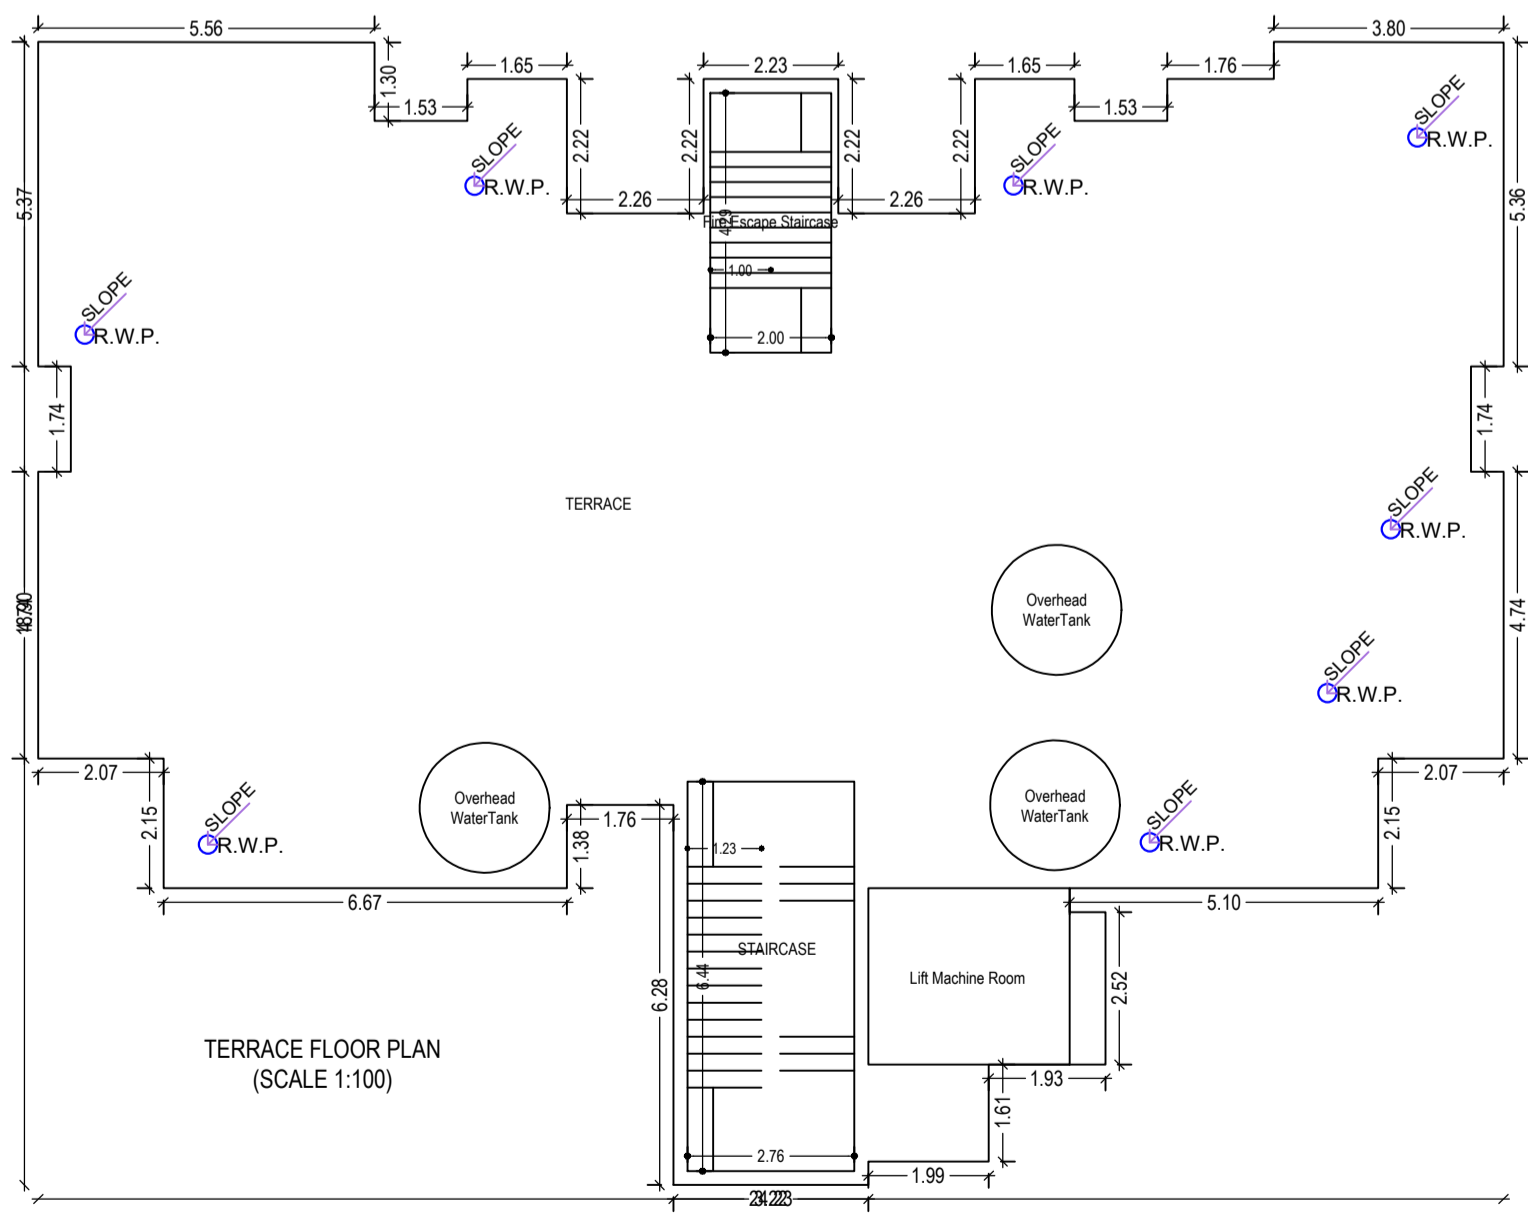 5.56
3.80
1.65
2.23
1.65
1.76
1.30
1.53
1.53
SLOPE
R.W.P.
SLOPE
R.W.P.
SLOPE
R.W.P.
2.22
2.22
2.22
2.22
5.37
5.36
2.26
2.26
Fire Escape Staircase
4.29
1.00
SLOPE
R.W.P.
2.00
1.74
1.74
TERRACE
SLOPE
R.W.P.
Overhead
WaterTank
4.74
SLOPE
R.W.P.
2.07
2.07
Overhead
WaterTank
Overhead
WaterTank
SLOPE
R.W.P.
SLOPE
R.W.P.
2.15
1.76
1.38
1.23
2.15
6.67
5.10
STAIRCASE
6.44
6.28
Lift Machine Room
2.52
TERRACE FLOOR PLAN
(SCALE 1:100)
1.93
1.61
2.76
1.99